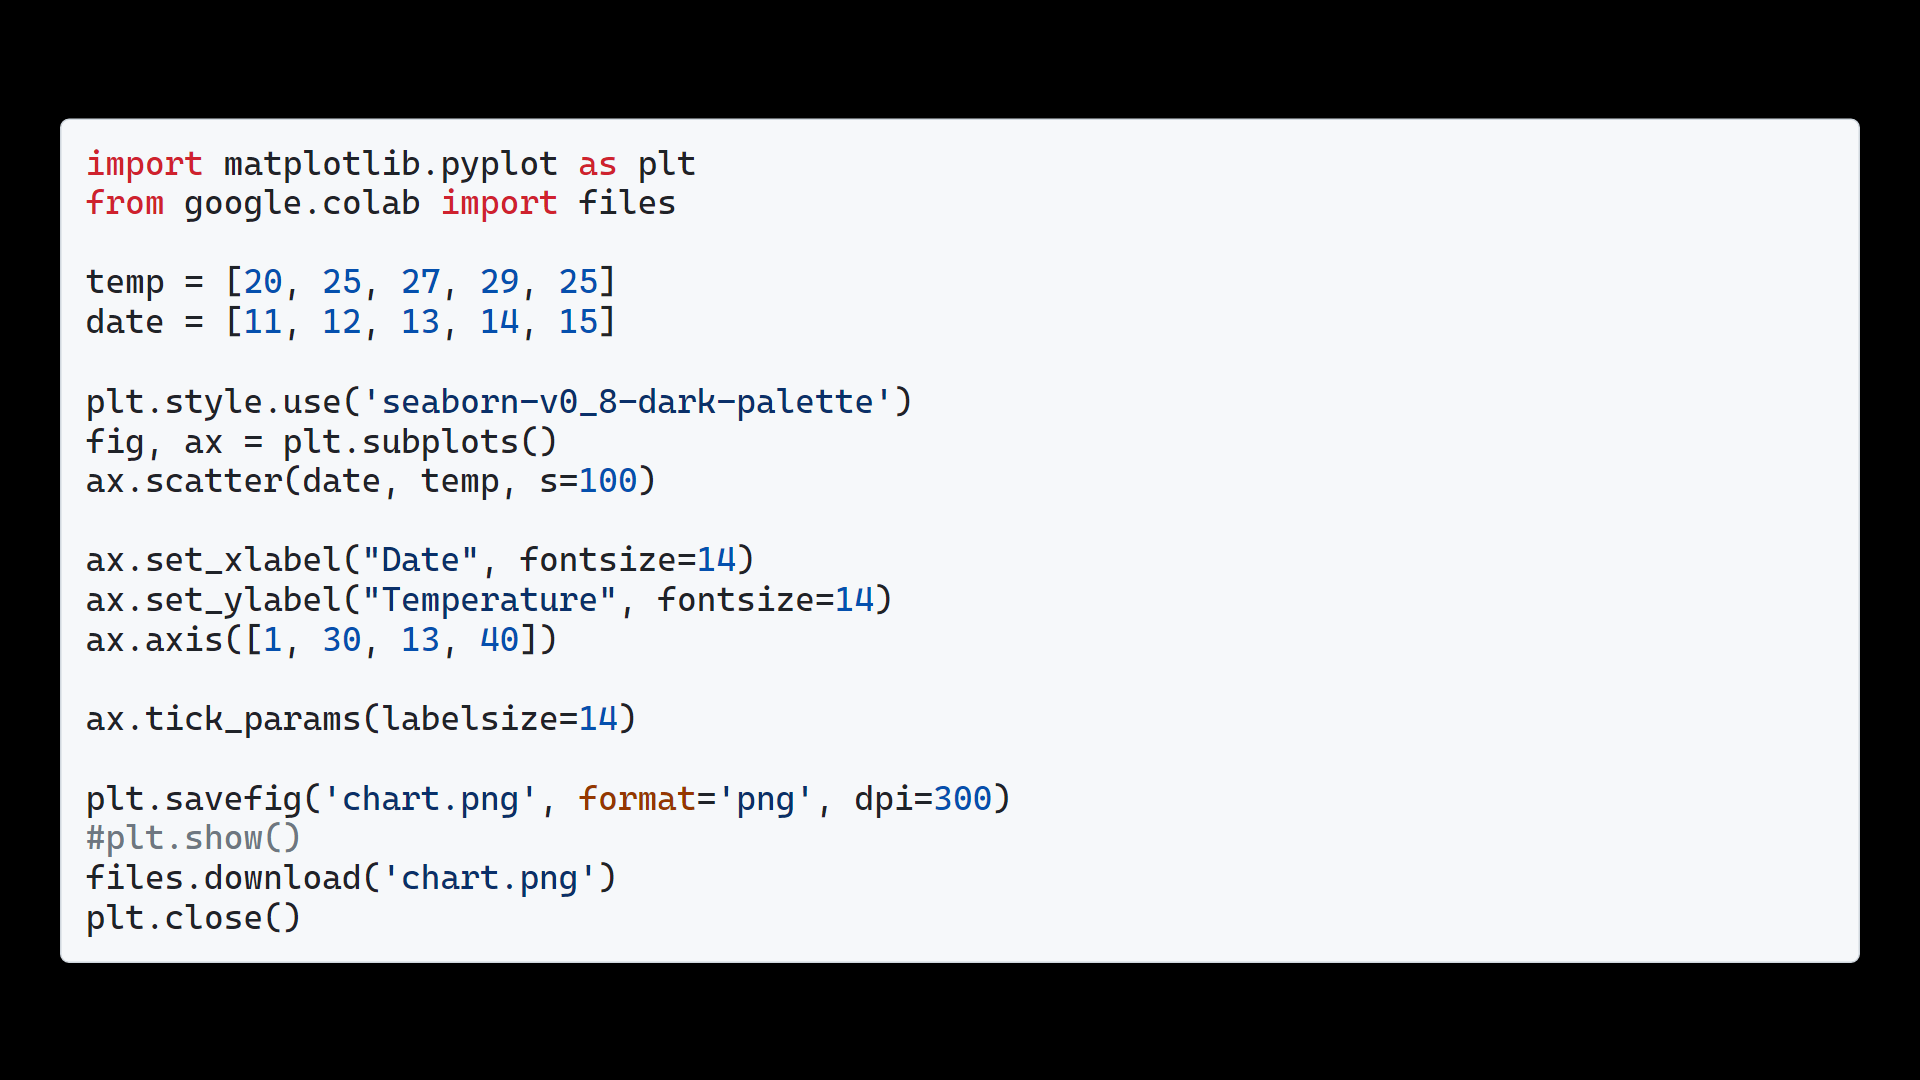 import matplotlib.pyplot as plt
from google.colab import files
temp = [20, 25, 27, 29, 25]
date = [11, 12, 13, 14, 15]
plt.style.use('seaborn-v0_8-dark-palette')
fig, ax = plt.subplots()
ax.scatter(date, temp, s=100)
ax.set_xlabel("Date", fontsize=14)
ax.set_ylabel("Temperature", fontsize=14)
ax.axis([1, 30, 13, 40])
ax.tick_params(labelsize=14)
plt.savefig('chart.png', format='png', dpi=300)
#plt.show()
files.download('chart.png')
plt.close()